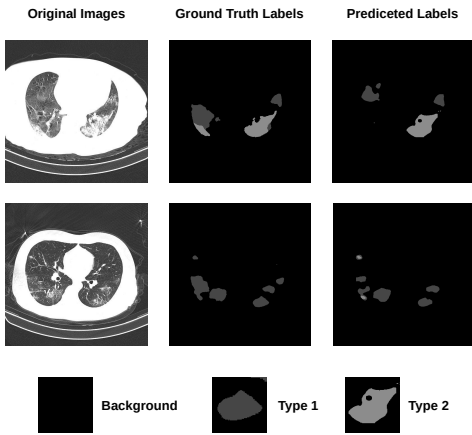 Original Images Ground Truth Labels Prediceted Labels
Background Type 1 Type 2